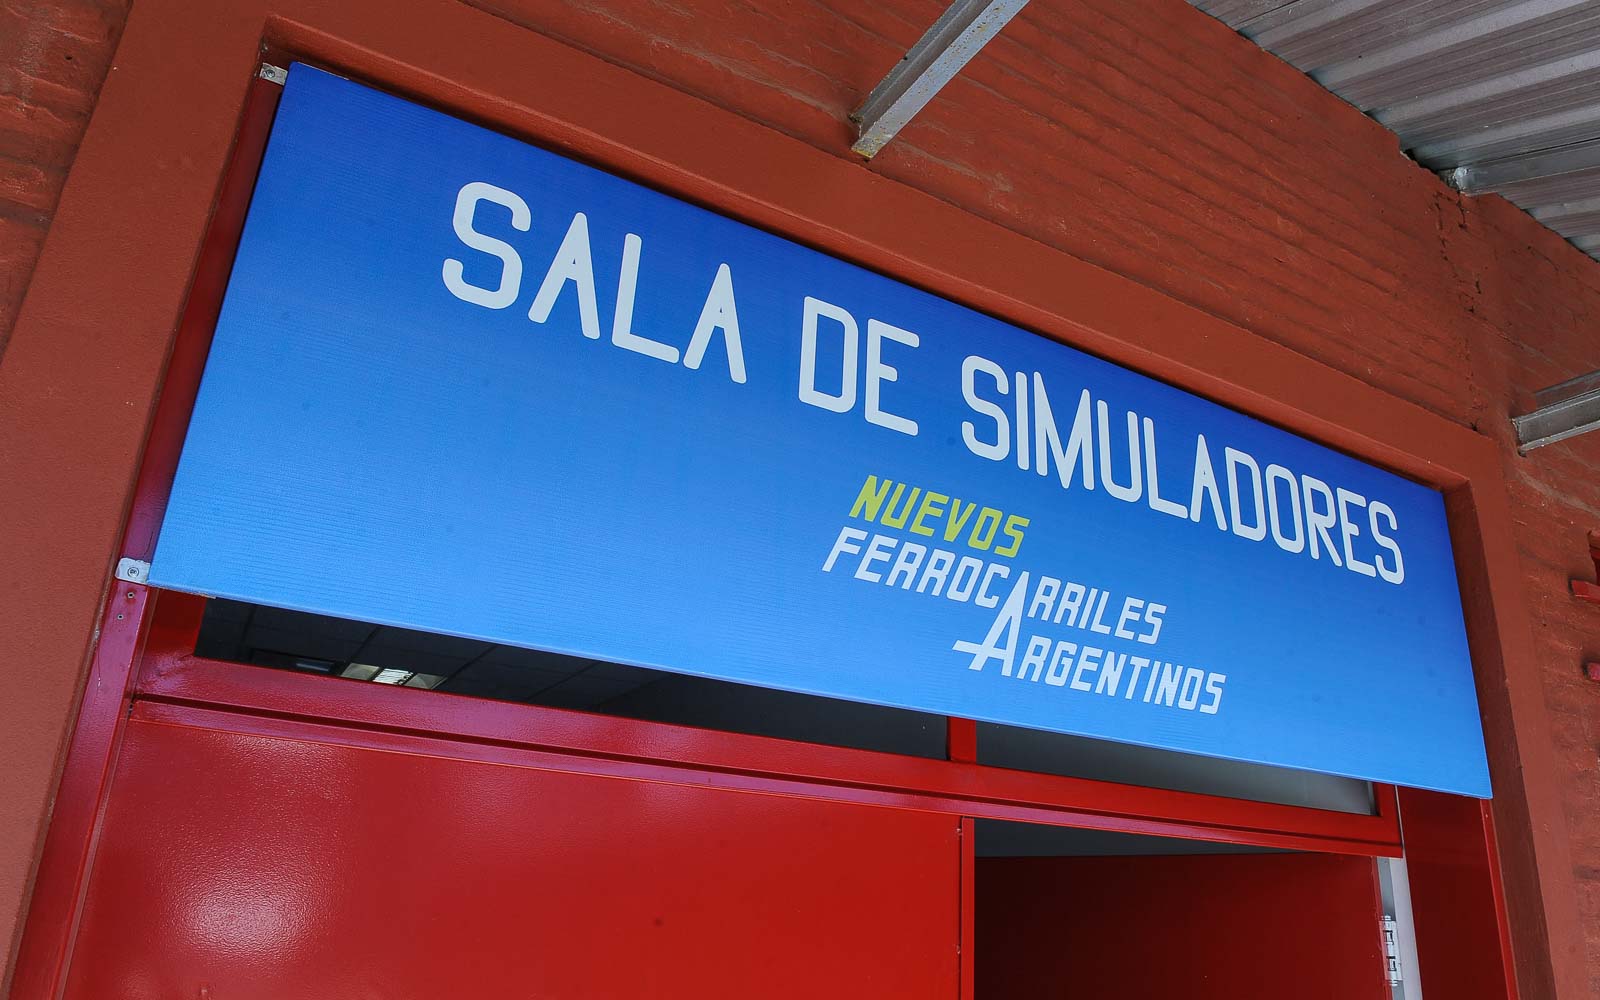 SALA DE SIMULADORES
NUEVOS
FERROCARRILES
ARGENTINOS